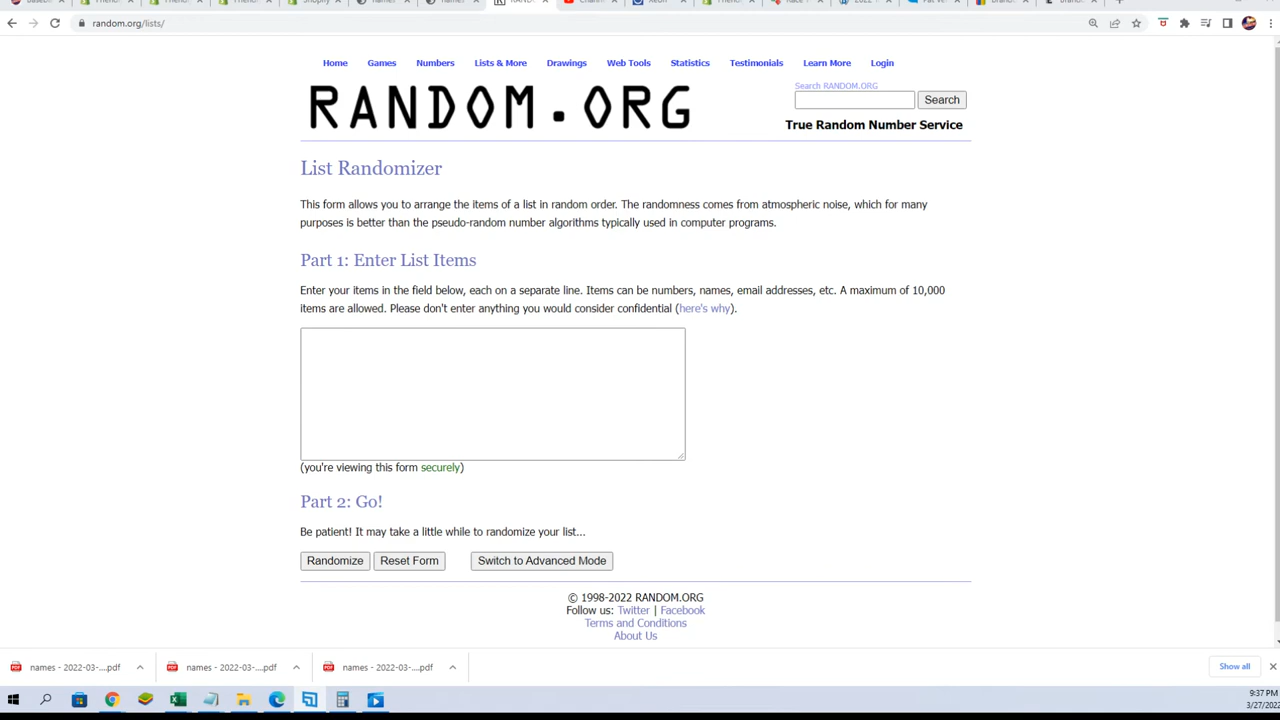 Shopify
names
names
random.org/lists/
Home Games Numbers Lists & More Drawings Web Tools Statistics Testimonials Learn More Login
RANDOM.ORG
Search RANDOM.ORG
Search
True Random Number Service
List Randomizer
This form allows you to arrange the items of a list in random order. The randomness comes from atmospheric noise, which for many
purposes is better than the pseudo-random number algorithms typically used in computer programs.
Part 1: Enter List Items
Enter your items in the field below, each on a separate line. Items can be numbers, names, email addresses, etc. A maximum of 10,000
items are allowed. Please don't enter anything you would consider confidential (here's why).
(you're viewing this form securely)
Part 2: Go!
Be patient! It may take a little while to randomize your list...
Randomize Reset Form Switch to Advanced Mode
© 1998-2022 RANDOM.ORG
Follow us: Twitter | Facebook
Terms and Conditions
About Us
names - 2022-03-....pdf names - 2022-03-....pdf names - 2022-03-....pdf Show all
9:37 PM
3/27/2022